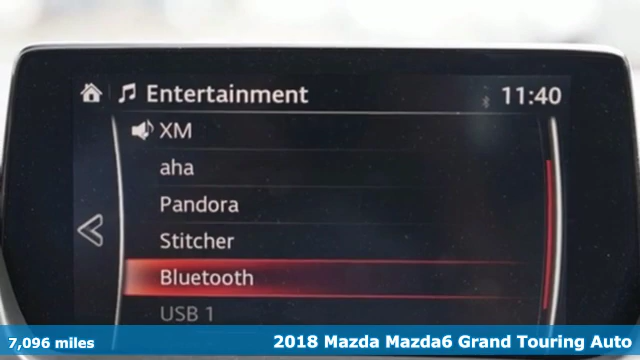 Entertainment 11:40
XM
aha
Pandora
Stitcher
Bluetooth
USB 1
7,096 miles 2018 Mazda Mazda6 Grand Touring Auto